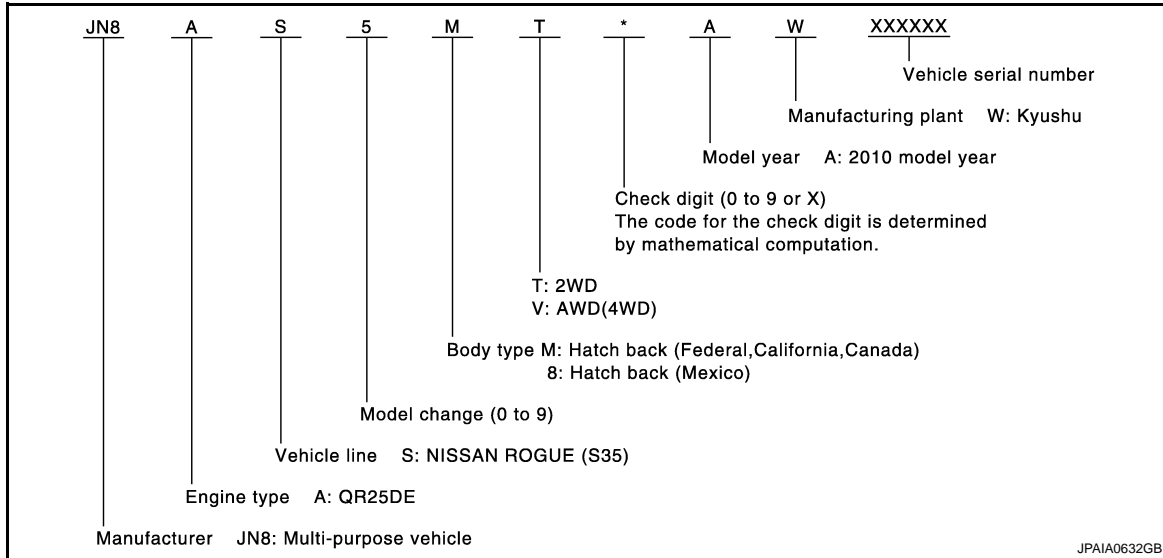 JN8 A S 5 M T * A W XXXXXX
Vehicle serial number
Manufacturing plant W: Kyushu
Model year A: 2010 model year
Check digit (0 to 9 or X)
The code for the check digit is determined
by mathematical computation.
T: 2WD
V: AWD(4WD)
Body type M: Hatch back (Federal,California,Canada)
8: Hatch back (Mexico)
Model change (0 to 9)
Vehicle line S: NISSAN ROGUE (S35)
Engine type A: QR25DE
Manufacturer JN8: Multi-purpose vehicle
JPAIA0632GB